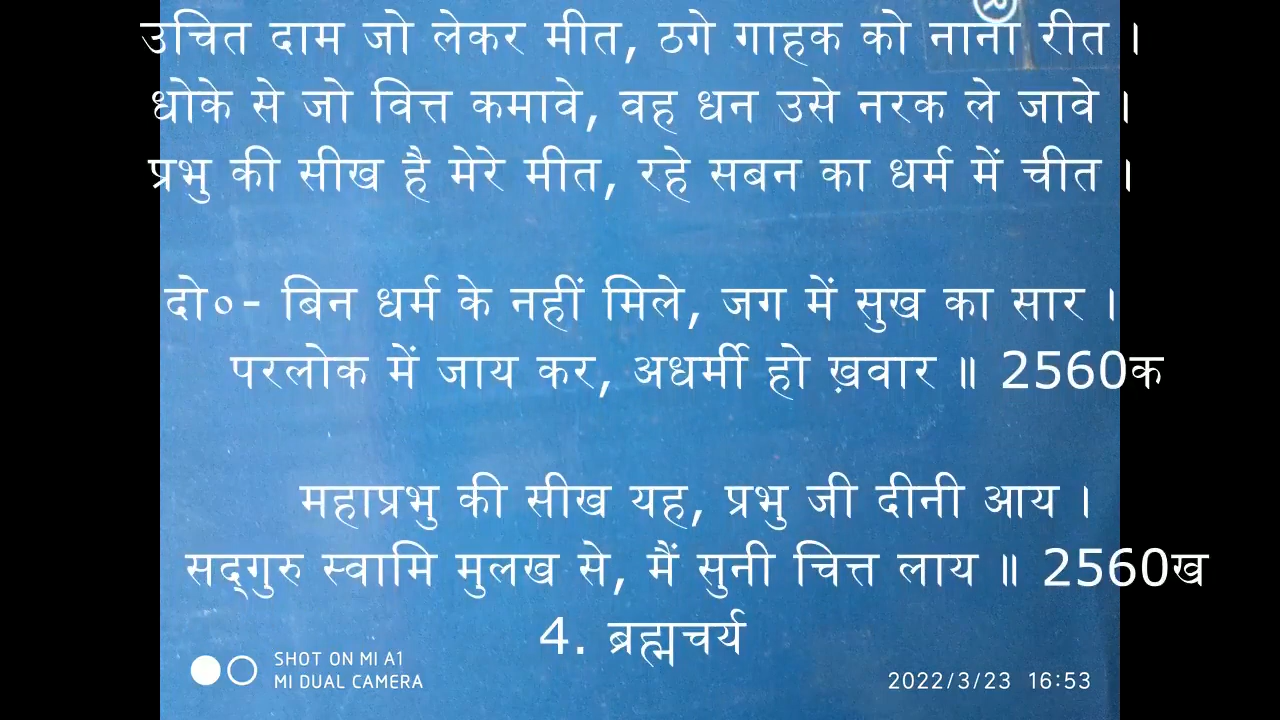 उचित दाम जो लेकर मीत, ठगे गाहक को नाना रीत ।
धोके से जो वित्त कमावे, वह धन उसे नरक ले जावे ।
प्रभु की सीख है मेरे मीत, रहे सबन का धर्म में चीत ।
दो०- बिन धर्म के नहीं मिले, जग में सुख का सार ।
परलोक में जाय कर, अधर्मी हो ख़वार ॥ 2560क
महाप्रभु की सीख यह, प्रभु जी दीनी आय ।
सद्गुरु स्वामि मुलख से, मैं सुनी चित्त लाय ॥ 2560ख
4. ब्रह्मचर्य
SHOT ON MI A1
MI DUAL CAMERA
2022/3/23 16:53